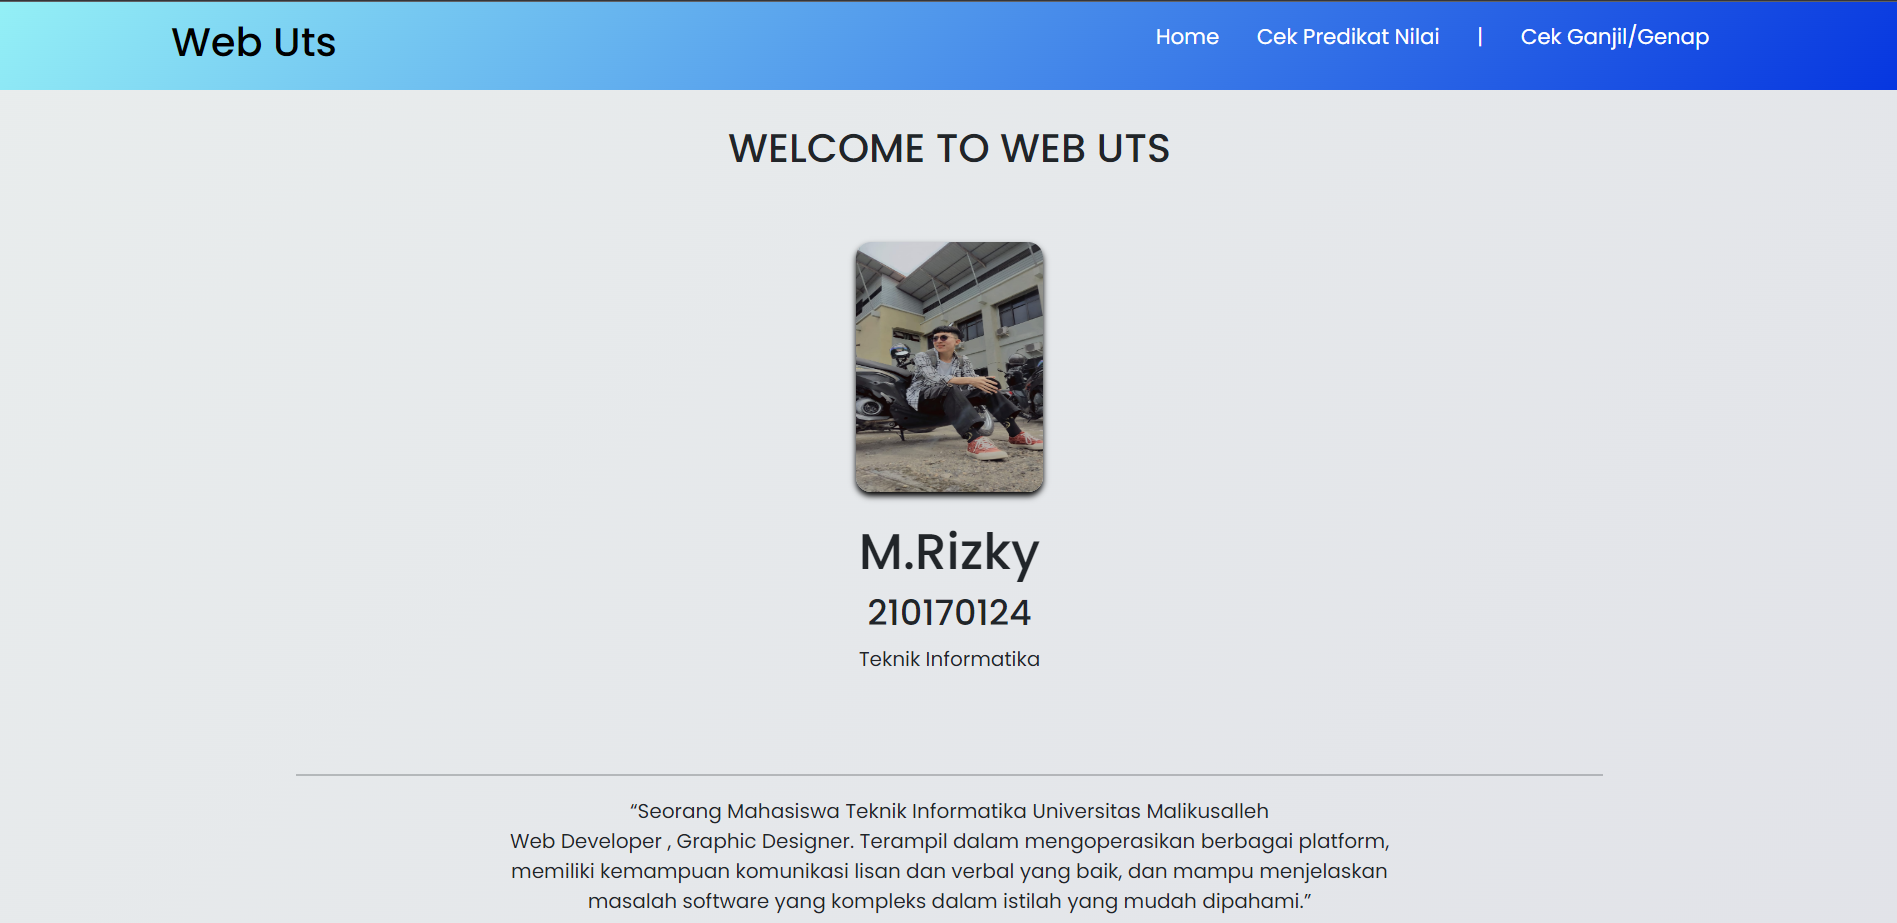 Web Uts
Home Cek Predikat Nilai | Cek Ganjil/Genap
WELCOME TO WEB UTS
M.Rizky
210170124
Teknik Informatika
“Seorang Mahasiswa Teknik Informatika Universitas Malikusalleh
Web Developer , Graphic Designer. Terampil dalam mengoperasikan berbagai platform,
memiliki kemampuan komunikasi lisan dan verbal yang baik, dan mampu menjelaskan
masalah software yang kompleks dalam istilah yang mudah dipahami.”